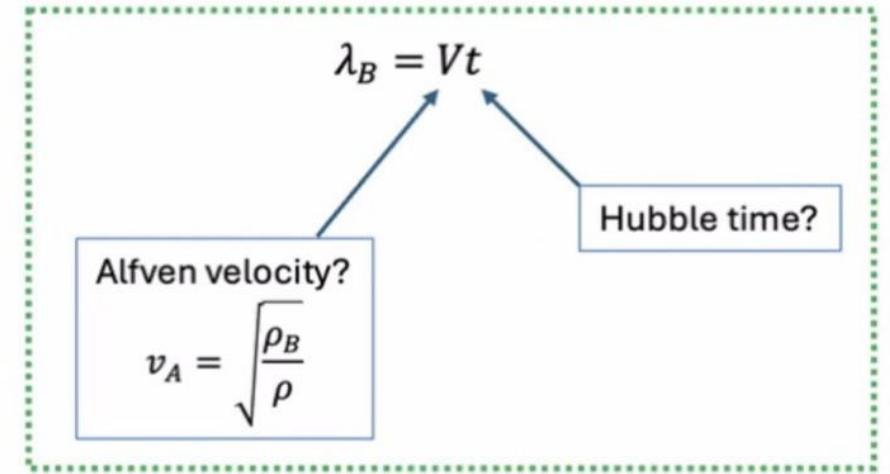 λ_B = Vt
Hubble time?
Alfven velocity?
v_A = √(ρ_B/ρ)